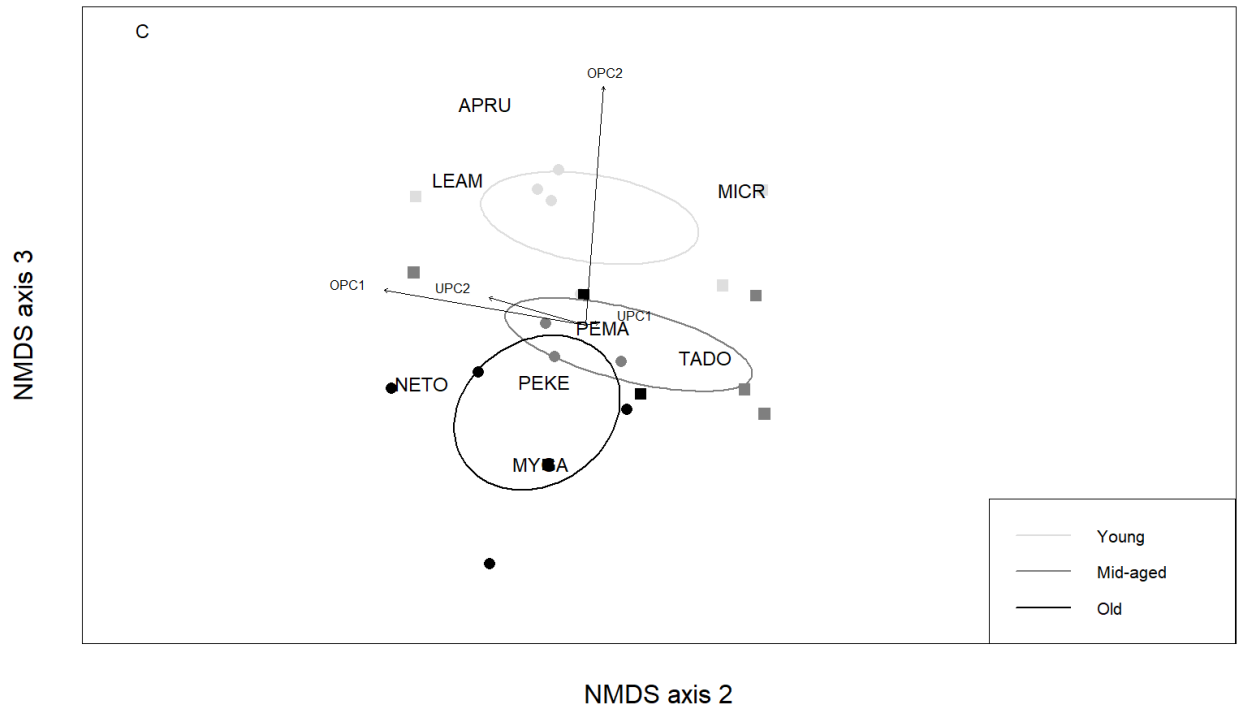 C
OPC2
APRU
LEAM
MICR
OPC1
UPC2
UPC1
PEMA
TADO
NETO
PEKE
MYGA
NMDS axis 3
Young
Mid-aged
Old
NMDS axis 2